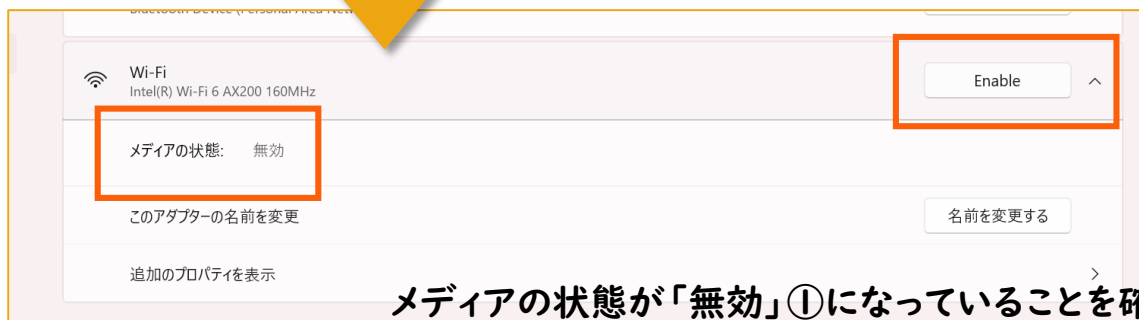 Wi-Fi
Intel(R) Wi-Fi 6 AX200 160MHz
Enable
メディアの状態: 無効
このアダプターの名前を変更
名前を変更する
追加のプロパティを表示
メディアの状態が「無効」①になっていることを確